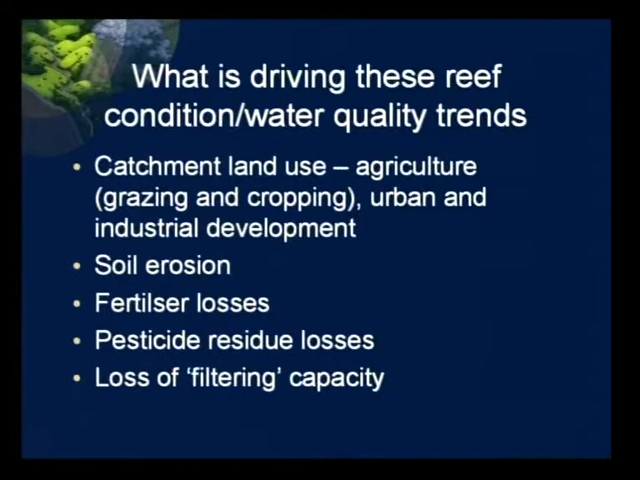 What is driving these reef
condition/water quality trends
• Catchment land use – agriculture
(grazing and cropping), urban and
industrial development
• Soil erosion
• Fertilser losses
• Pesticide residue losses
• Loss of ‘filtering’ capacity